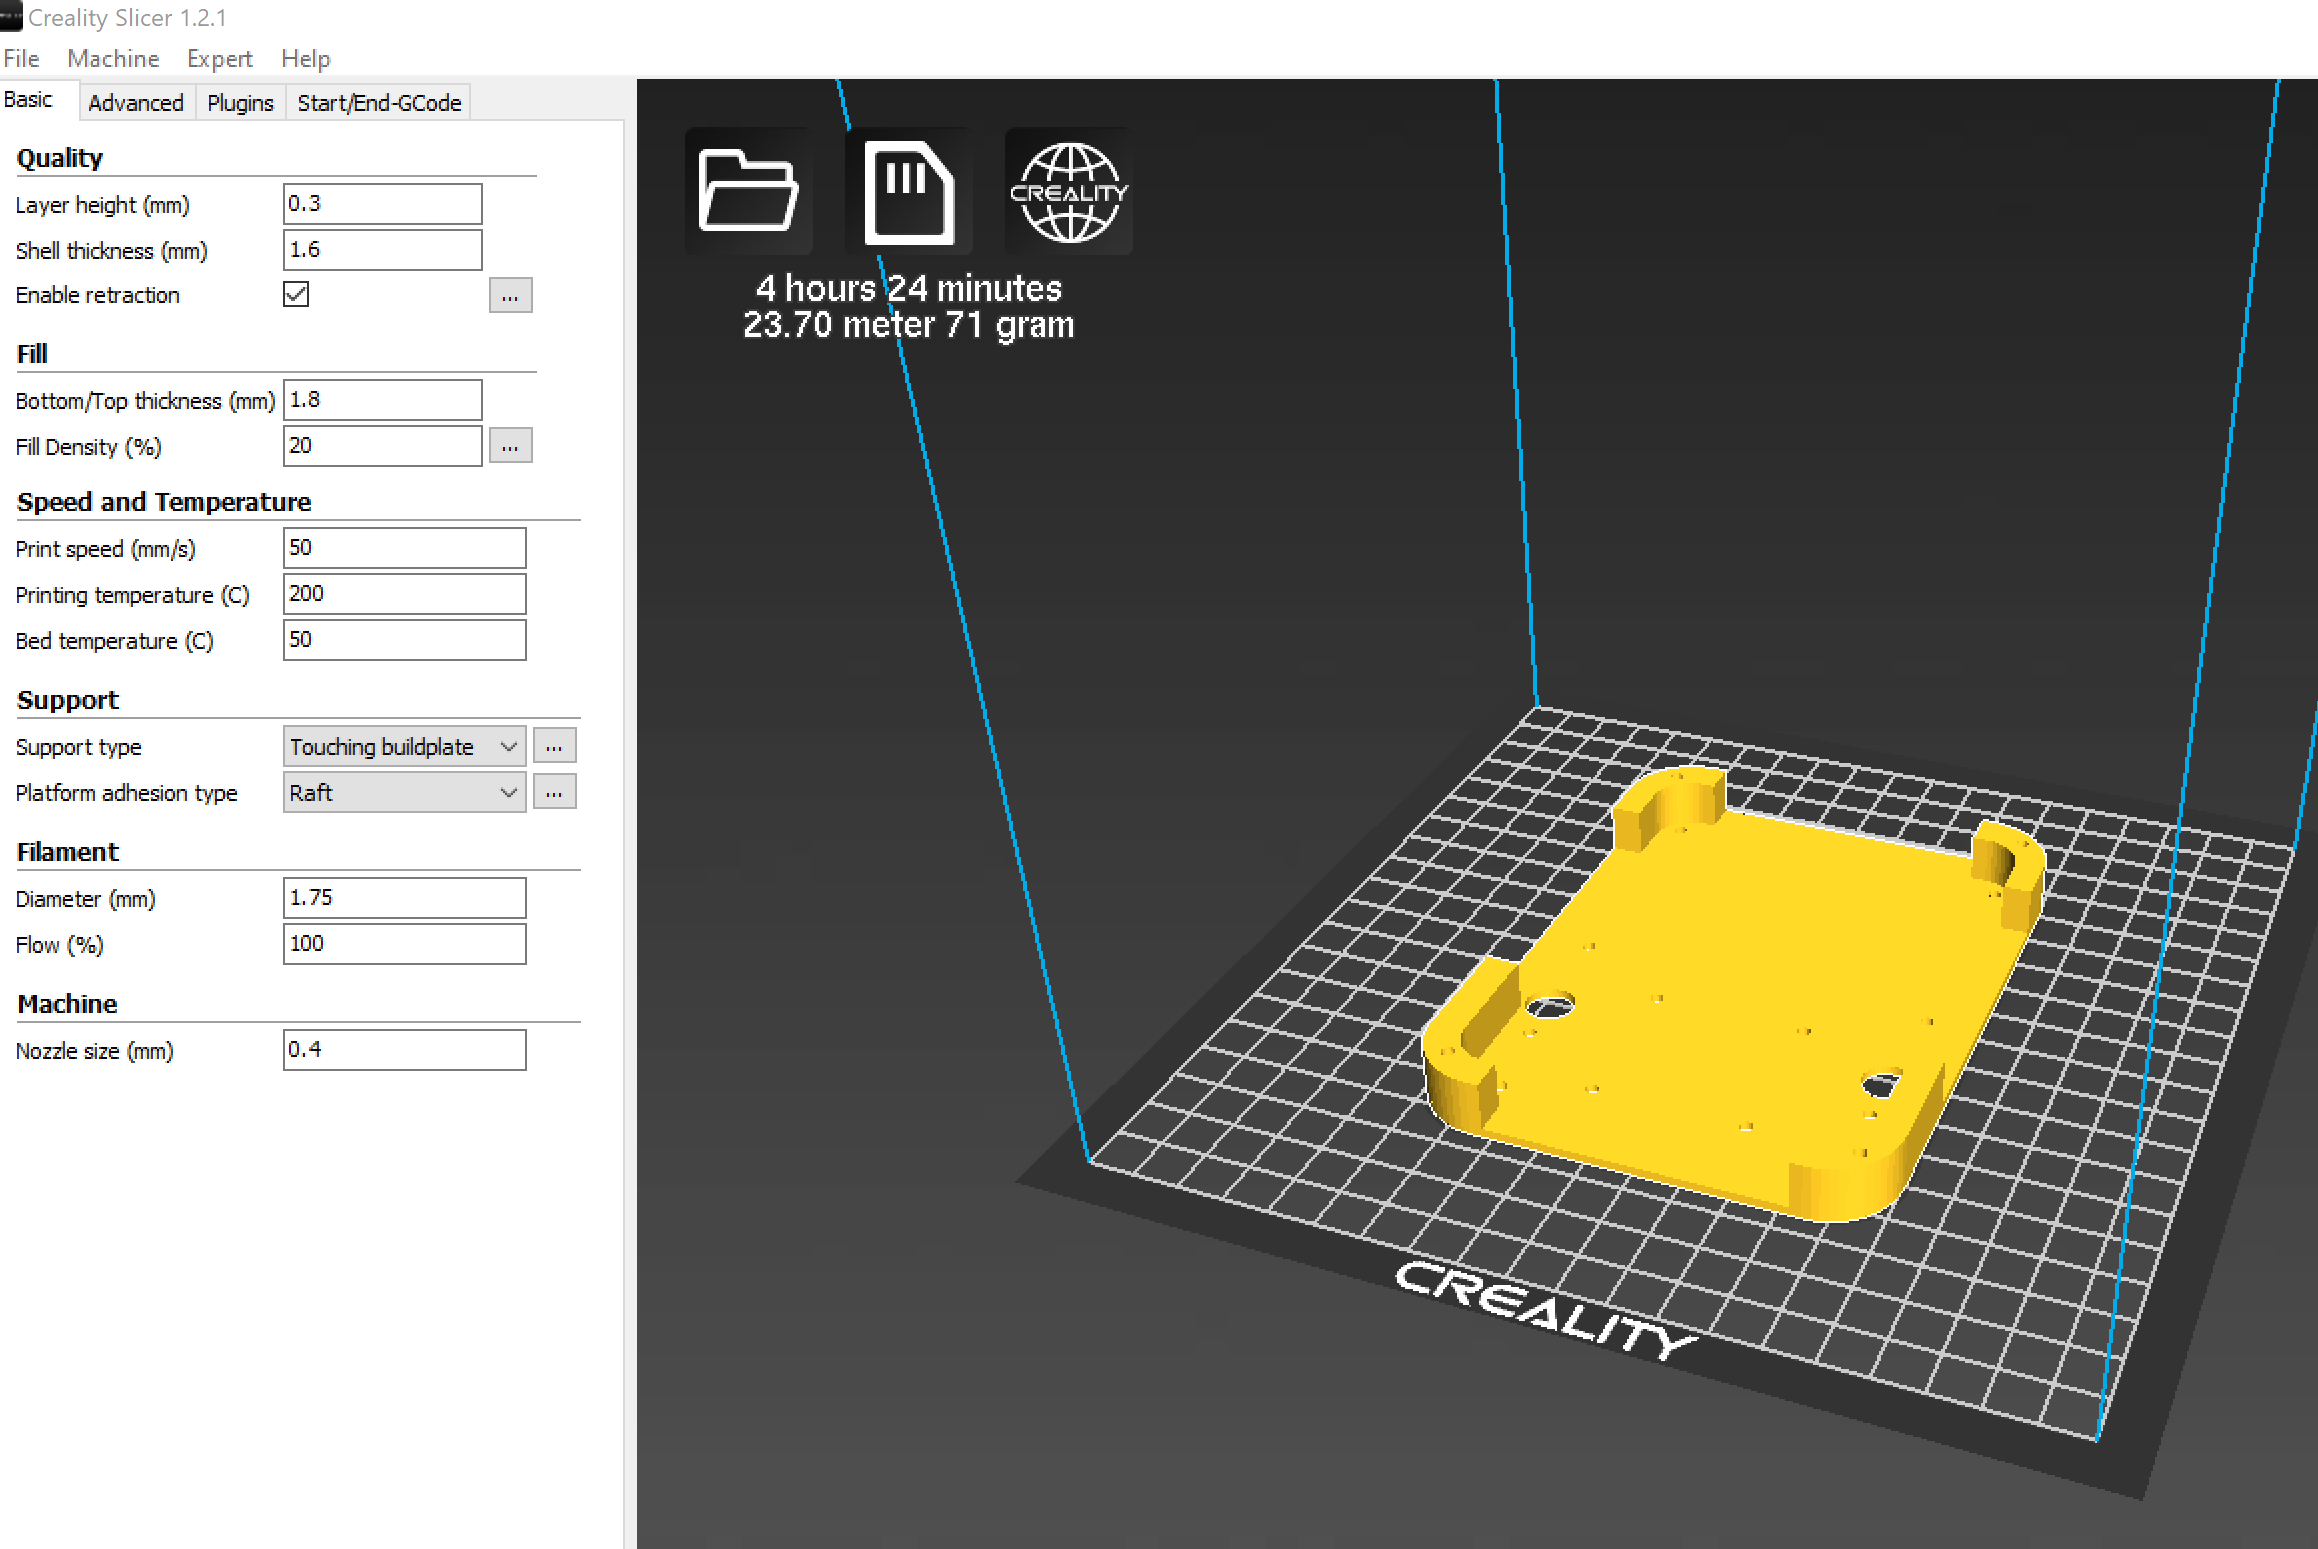 Creality Slicer 1.2.1
File Machine Expert Help
Basic Advanced Plugins Start/End-GCode
Quality
Layer height (mm) 0.3
Shell thickness (mm) 1.6
Enable retraction ...
Fill
Bottom/Top thickness (mm) 1.8
Fill Density (%) 20 ...
Speed and Temperature
Print speed (mm/s) 50
Printing temperature (C) 200
Bed temperature (C) 50
Support
Support type Touching buildplate ...
Platform adhesion type Raft ...
Filament
Diameter (mm) 1.75
Flow (%) 100
Machine
Nozzle size (mm) 0.4
CREALITY
4 hours 24 minutes
23.70 meter 71 gram
CREALITY